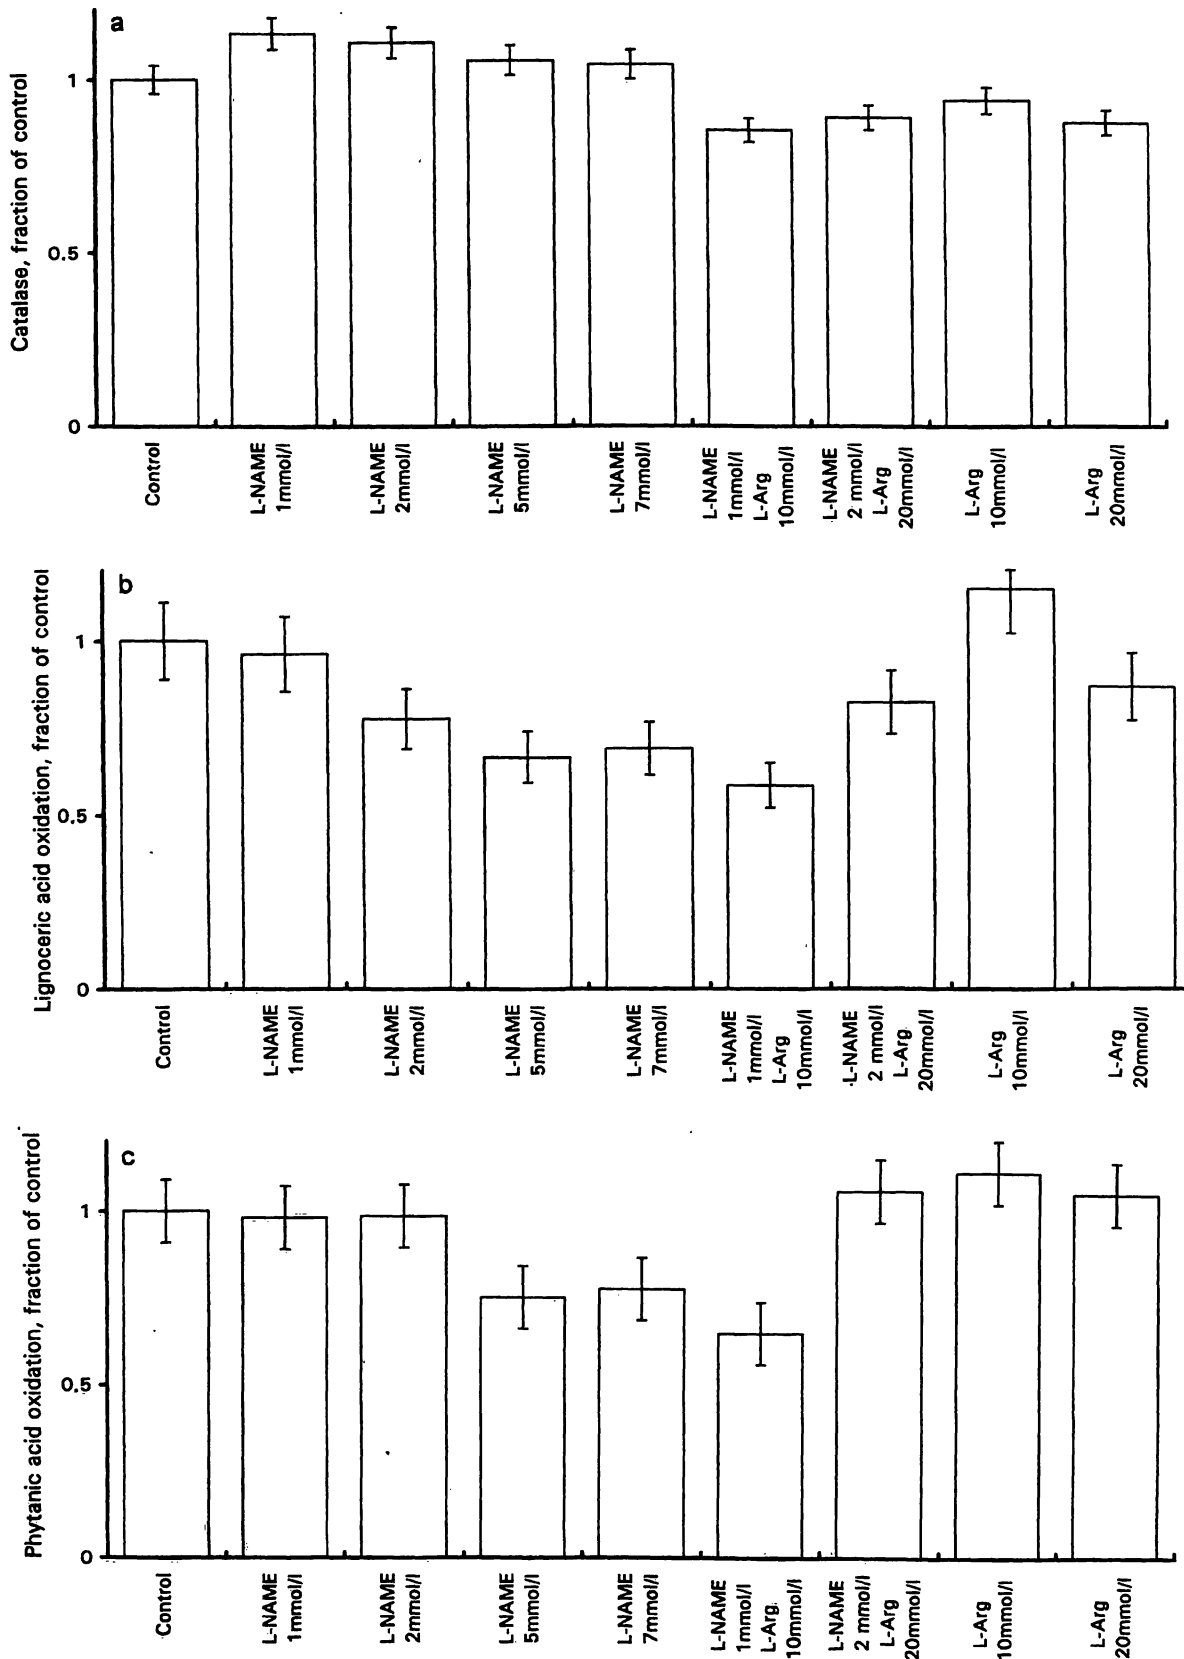 a
Catalase, fraction of control
1
0.5
0
Control
L-NAME
1mmol/l
L-NAME
2mmol/l
L-NAME
5mmol/l
L-NAME
7mmol/l
L-NAME
1mmol/l
L-Arg
10mmol/l
L-NAME
2 mmol/l
L-Arg
20mmol/l
L-Arg
10mmol/l
L-Arg
20mmol/l
b
Lignoceric acid oxidation, fraction of control
1
0.5
0
Control
L-NAME
1mmol/l
L-NAME
2mmol/l
L-NAME
5mmol/l
L-NAME
7mmol/l
L-NAME
1mmol/l
L-Arg
10mmol/l
L-NAME
2 mmol/l
L-Arg
20mmol/l
L-Arg
10mmol/l
L-Arg
20mmol/l
c
Phytanic acid oxidation, fraction of control
1
0.5
0
Control
L-NAME
1mmol/l
L-NAME
2mmol/l
L-NAME
5mmol/l
L-NAME
7mmol/l
L-NAME
1mmol/l
L-Arg
10mmol/l
L-NAME
2 mmol/l
L-Arg
20mmol/l
L-Arg
10mmol/l
L-Arg
20mmol/l